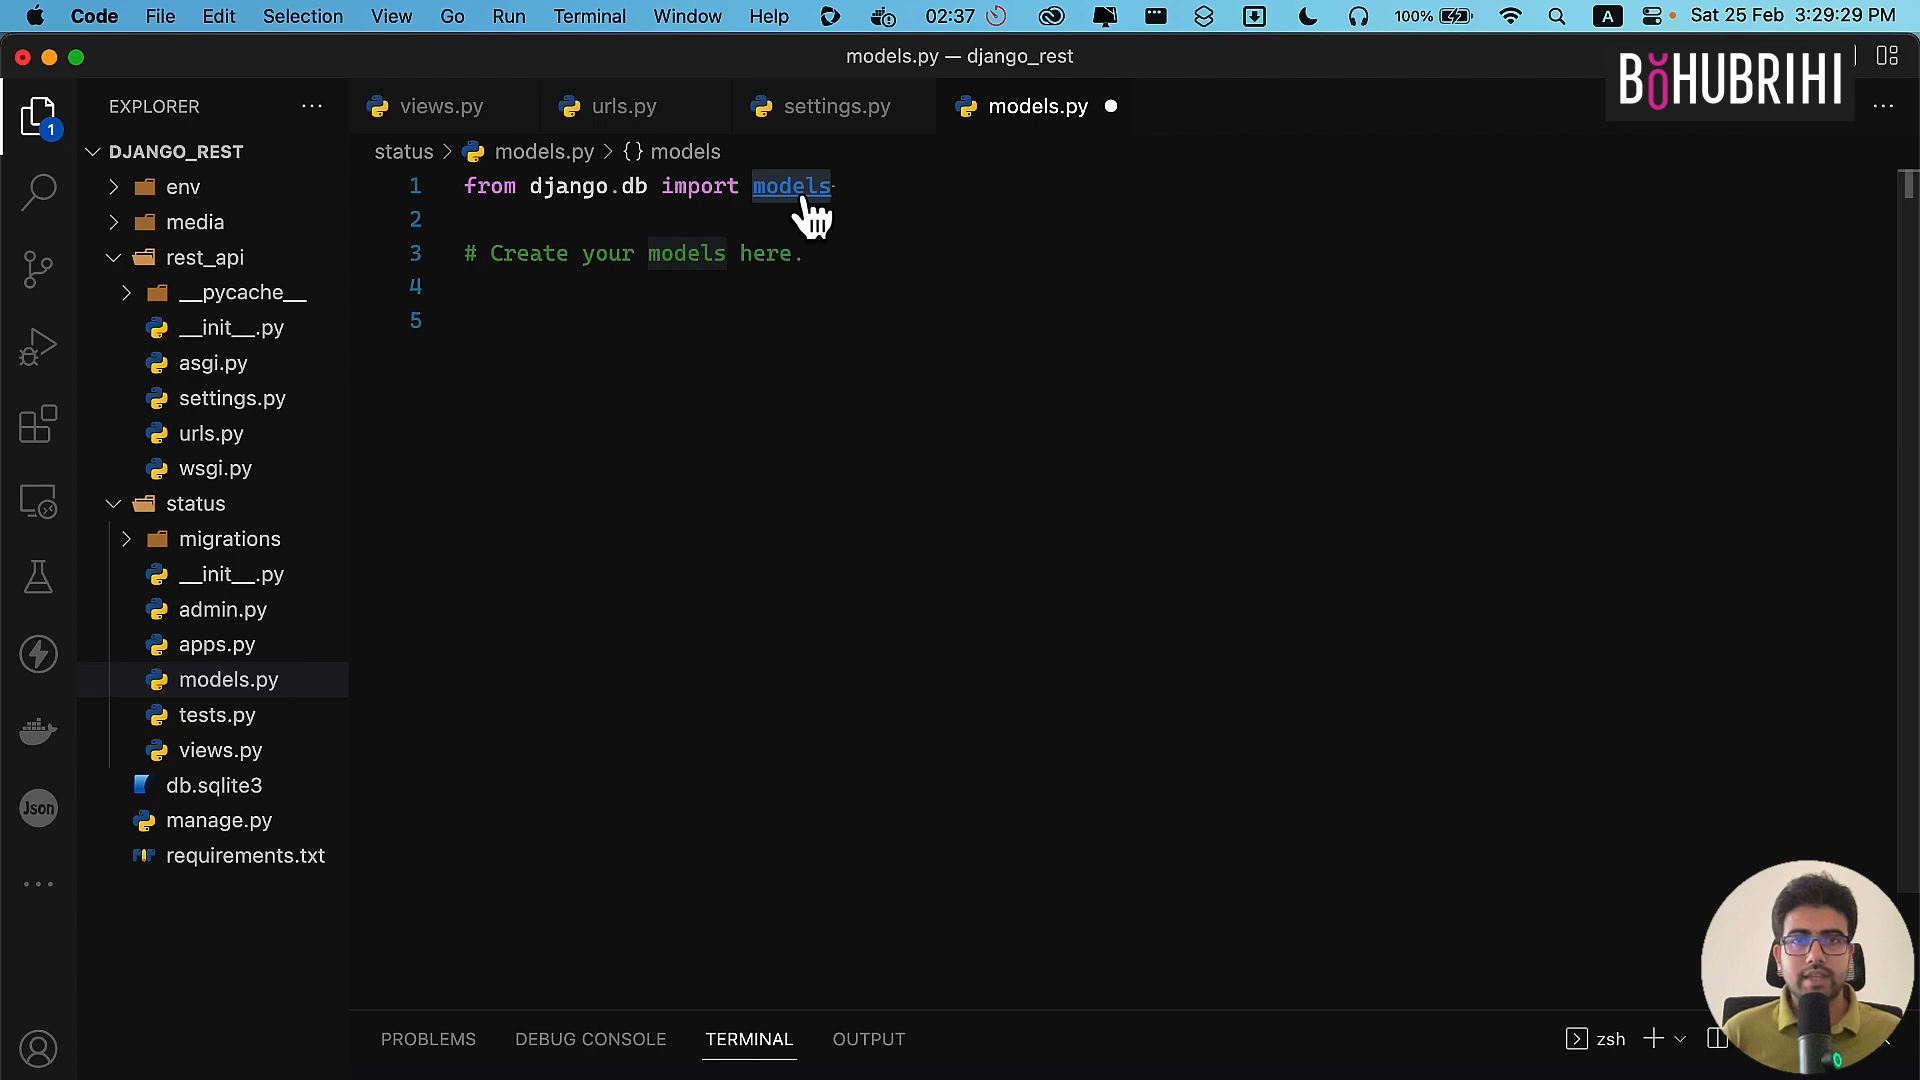 Code File Edit Selection View Go Run Terminal Window Help 02:37 100% A Sat 25 Feb 3:29:29 PM
models.py — django_rest
BOHUBRIHI
EXPLORER ···
views.py urls.py settings.py models.py ···
1
DJANGO_REST
status > models.py > {} models
env
media
rest_api
__pycache__
__init__.py
asgi.py
settings.py
urls.py
wsgi.py
status
migrations
__init__.py
admin.py
apps.py
models.py
tests.py
views.py
db.sqlite3
manage.py
requirements.txt
Json
1 from django.db import models
2
3 # Create your models here.
4
5
PROBLEMS DEBUG CONSOLE TERMINAL OUTPUT zsh